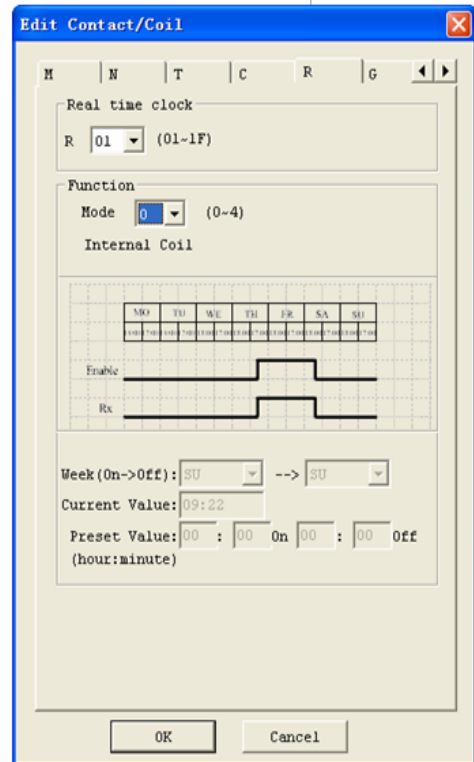 Edit Contact/Coil
M N T C R G
Real time clock
R 01 (01~1F)
Function
Mode 0 (0~4)
Internal Coil
MO TU WE TH FR SA SU
Enable
Rx
Week(On->Off): SU --> SU
Current Value: 09:22
Preset Value: 00 : 00 On 00 : 00 Off
(hour:minute)
OK Cancel